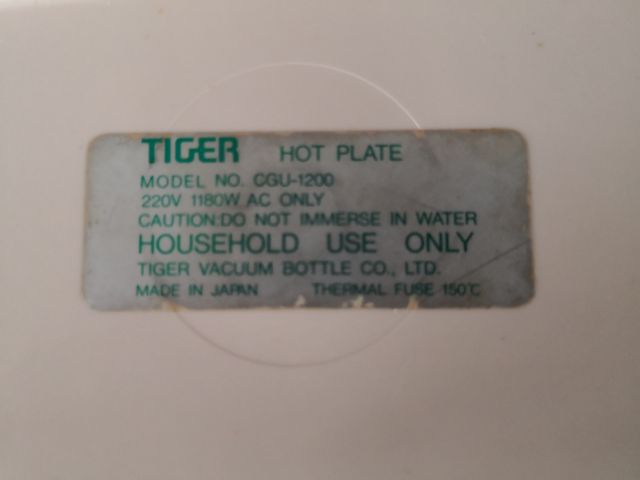 TIGER HOT PLATE
MODEL NO. CGU-1200
220V 1180W AC ONLY
CAUTION:DO NOT IMMERSE IN WATER
HOUSEHOLD USE ONLY
TIGER VACUUM BOTTLE CO., LTD.
MADE IN JAPAN THERMAL FUSE 150℃